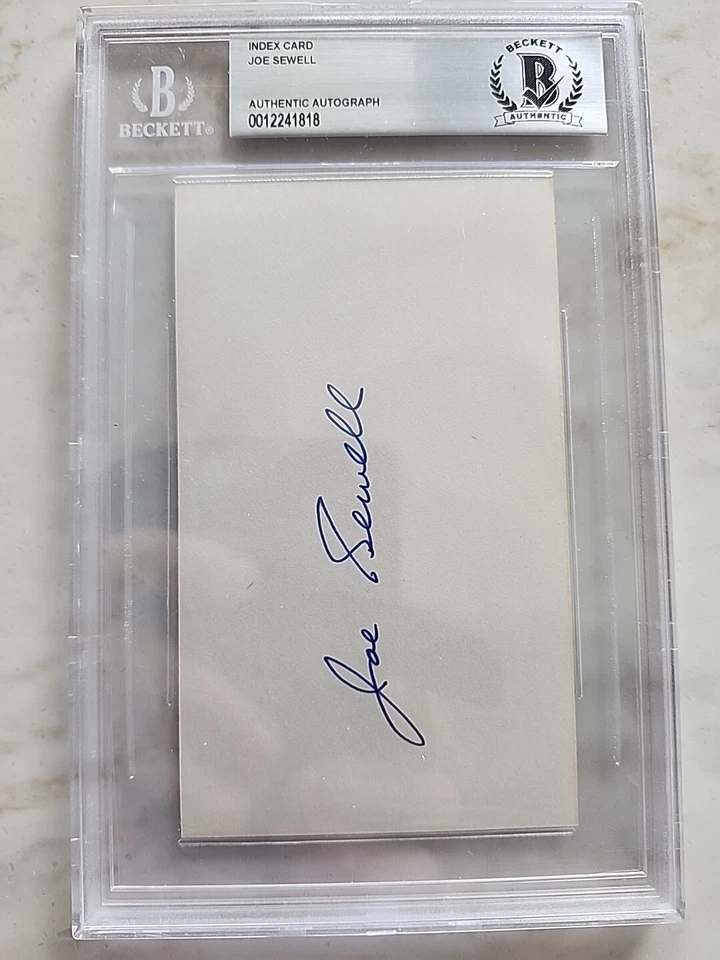 INDEX CARD
JOE SEWELL
AUTHENTIC AUTOGRAPH
0012241818
B
BECKETT®
BECKETT
B
AUTHENTIC
Joe Sewell